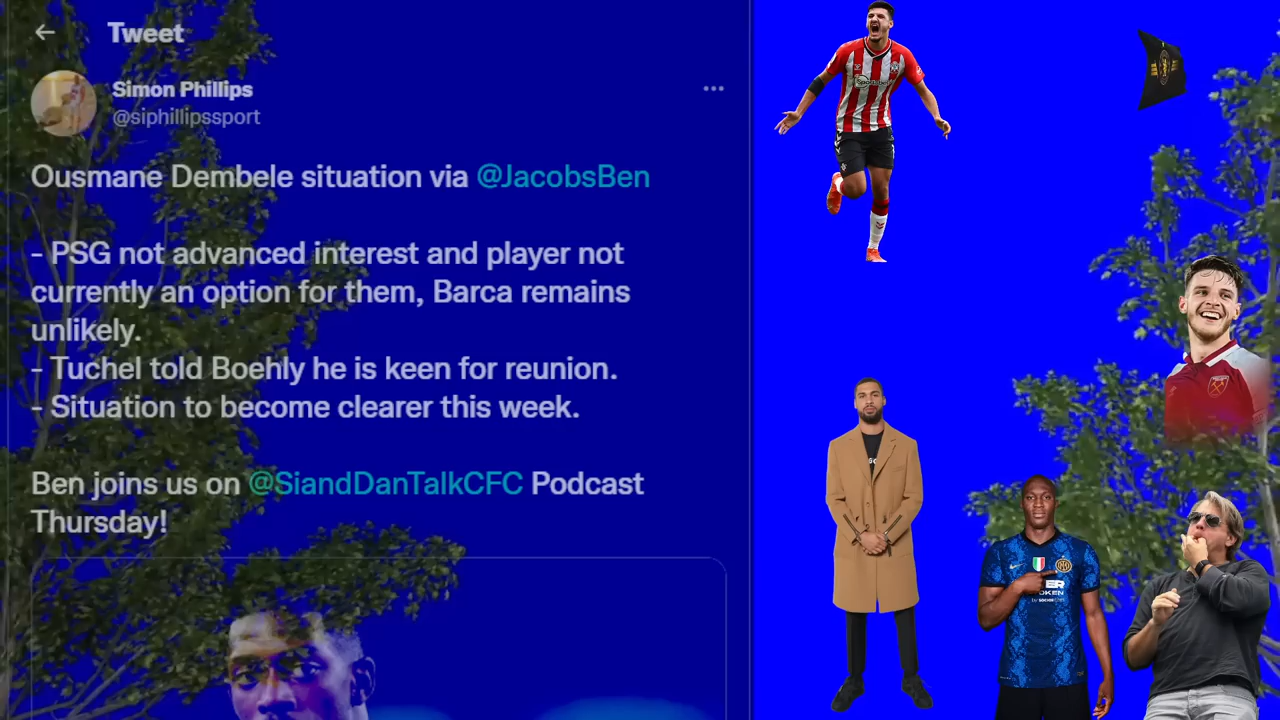 Tweet
Simon Phillips
@siphillipssport
Ousmane Dembele situation via @JacobsBen
- PSG not advanced interest and player not
currently an option for them, Barca remains
unlikely.
- Tuchel told Boehly he is keen for reunion.
- Situation to become clearer this week.
Ben joins us on @SiandDanTalkCFC Podcast
Thursday!